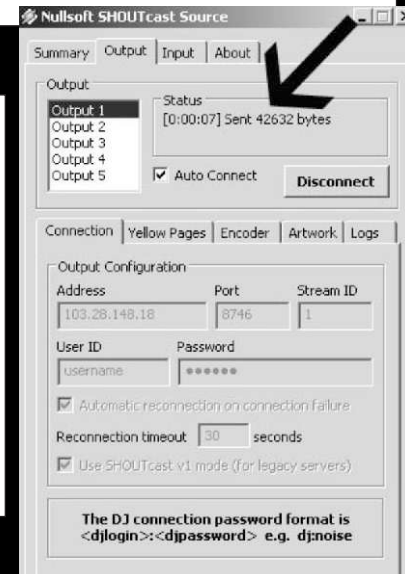 Nullsoft SHOUTcast Source
Summary Output Input About
Output
Output 1
Output 2
Output 3
Output 4
Output 5
Status
[0:00:07] Sent 42632 bytes
Auto Connect
Disconnect
Connection Yellow Pages Encoder Artwork Logs
Output Configuration
Address Port Stream ID
103.28.148.18 8746 1
User ID Password
username ●●●●●●
Automatic reconnection on connection failure
Reconnection timeout 30 seconds
Use SHOUTcast v1 mode (for legacy servers)
The DJ connection password format is
<djlogin>:<djpassword> e.g. dj:noise